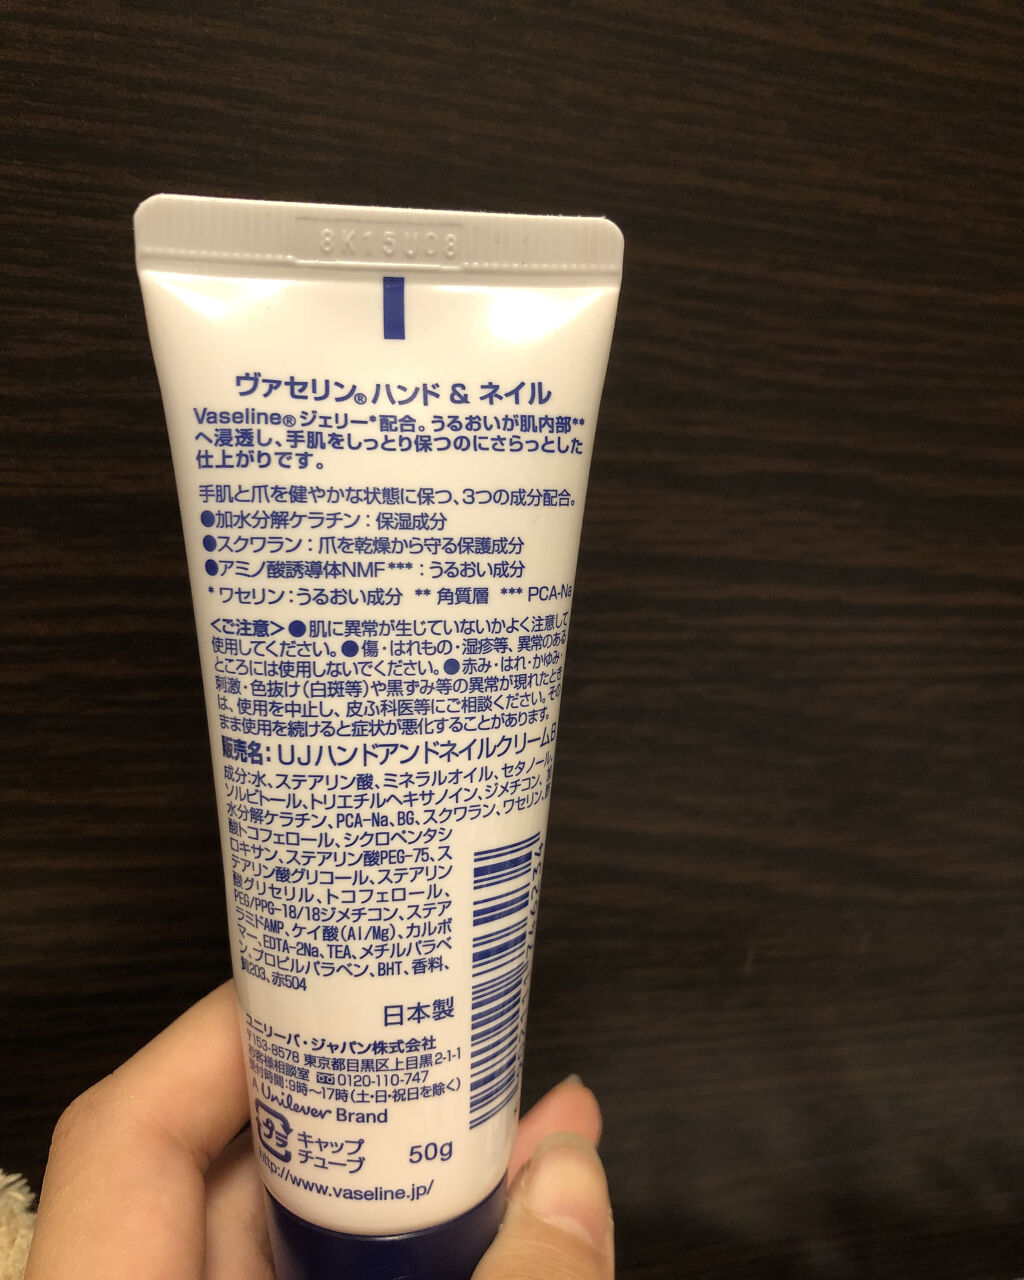 8K15U08
ヴァセリン® ハンド & ネイル
Vaseline® ジェリー*配合。うるおいが肌内部**
へ浸透し、手肌をしっとり保つのにさらっとした
仕上がりです。
手肌と爪を健やかな状態に保つ、3つの成分配合。
●加水分解ケラチン：保湿成分
●スクワラン：爪を乾燥から守る保護成分
●アミノ酸誘導体NMF***：うるおい成分
*ワセリン：うるおい成分 **角質層 ***PCA-Na
<ご注意>●肌に異常が生じていないかよく注意して
使用してください。●傷・はれもの・湿疹等、異常のある
ところには使用しないでください。●赤み・はれ・かゆみ・
刺激・色抜け(白斑等)や黒ずみ等の異常が現れたとき
は、使用を中止し、皮ふ科医等にご相談ください。その
まま使用を続けると症状が悪化することがあります。
販売名：UJハンドアンドネイルクリームB
成分：水、ステアリン酸、ミネラルオイル、セタノール、
ソルビトール、トリエチルヘキサノイン、ジメチコン、加
水分解ケラチン、PCA-Na、BG、スクワラン、ワセリン、酢
酸トコフェロール、シクロペンタシ
ロキサン、ステアリン酸PEG-75、ス
テアリン酸グリコール、ステアリン
酸グリセリル、トコフェロール、
PEG/PPG-18/18ジメチコン、ステア
ラミドAMP、ケイ酸(Al/Mg)、カルボ
マー、EDTA-2Na、TEA、メチルパラベ
ン、プロピルパラベン、BHT、香料、
黄203、赤504
日本製
ユニリーバ・ジャパン株式会社
〒153-8578 東京都目黒区上目黒2-1-1
お客様相談室 0120-110-747
受付時間：9時～17時(土・日・祝日を除く)
A Unilever Brand
プラ
キャップ
チューブ
50g
http://www.vaseline.jp/